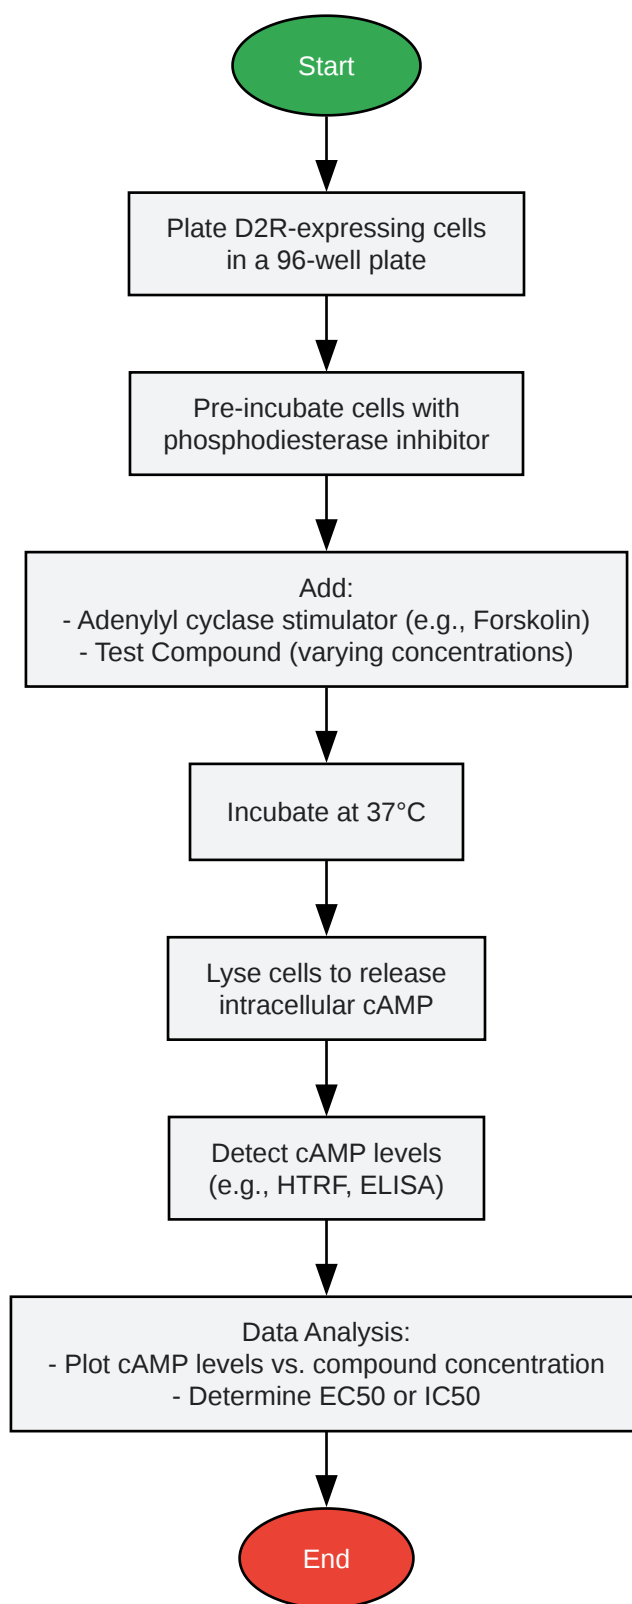 Start
Plate D2R-expressing cells
in a 96-well plate
Pre-incubate cells with
phosphodiesterase inhibitor
Add:
- Adenylyl cyclase stimulator (e.g., Forskolin)
- Test Compound (varying concentrations)
Incubate at 37°C
Lyse cells to release
intracellular cAMP
Detect cAMP levels
(e.g., HTRF, ELISA)
Data Analysis:
- Plot cAMP levels vs. compound concentration
- Determine EC50 or IC50
End